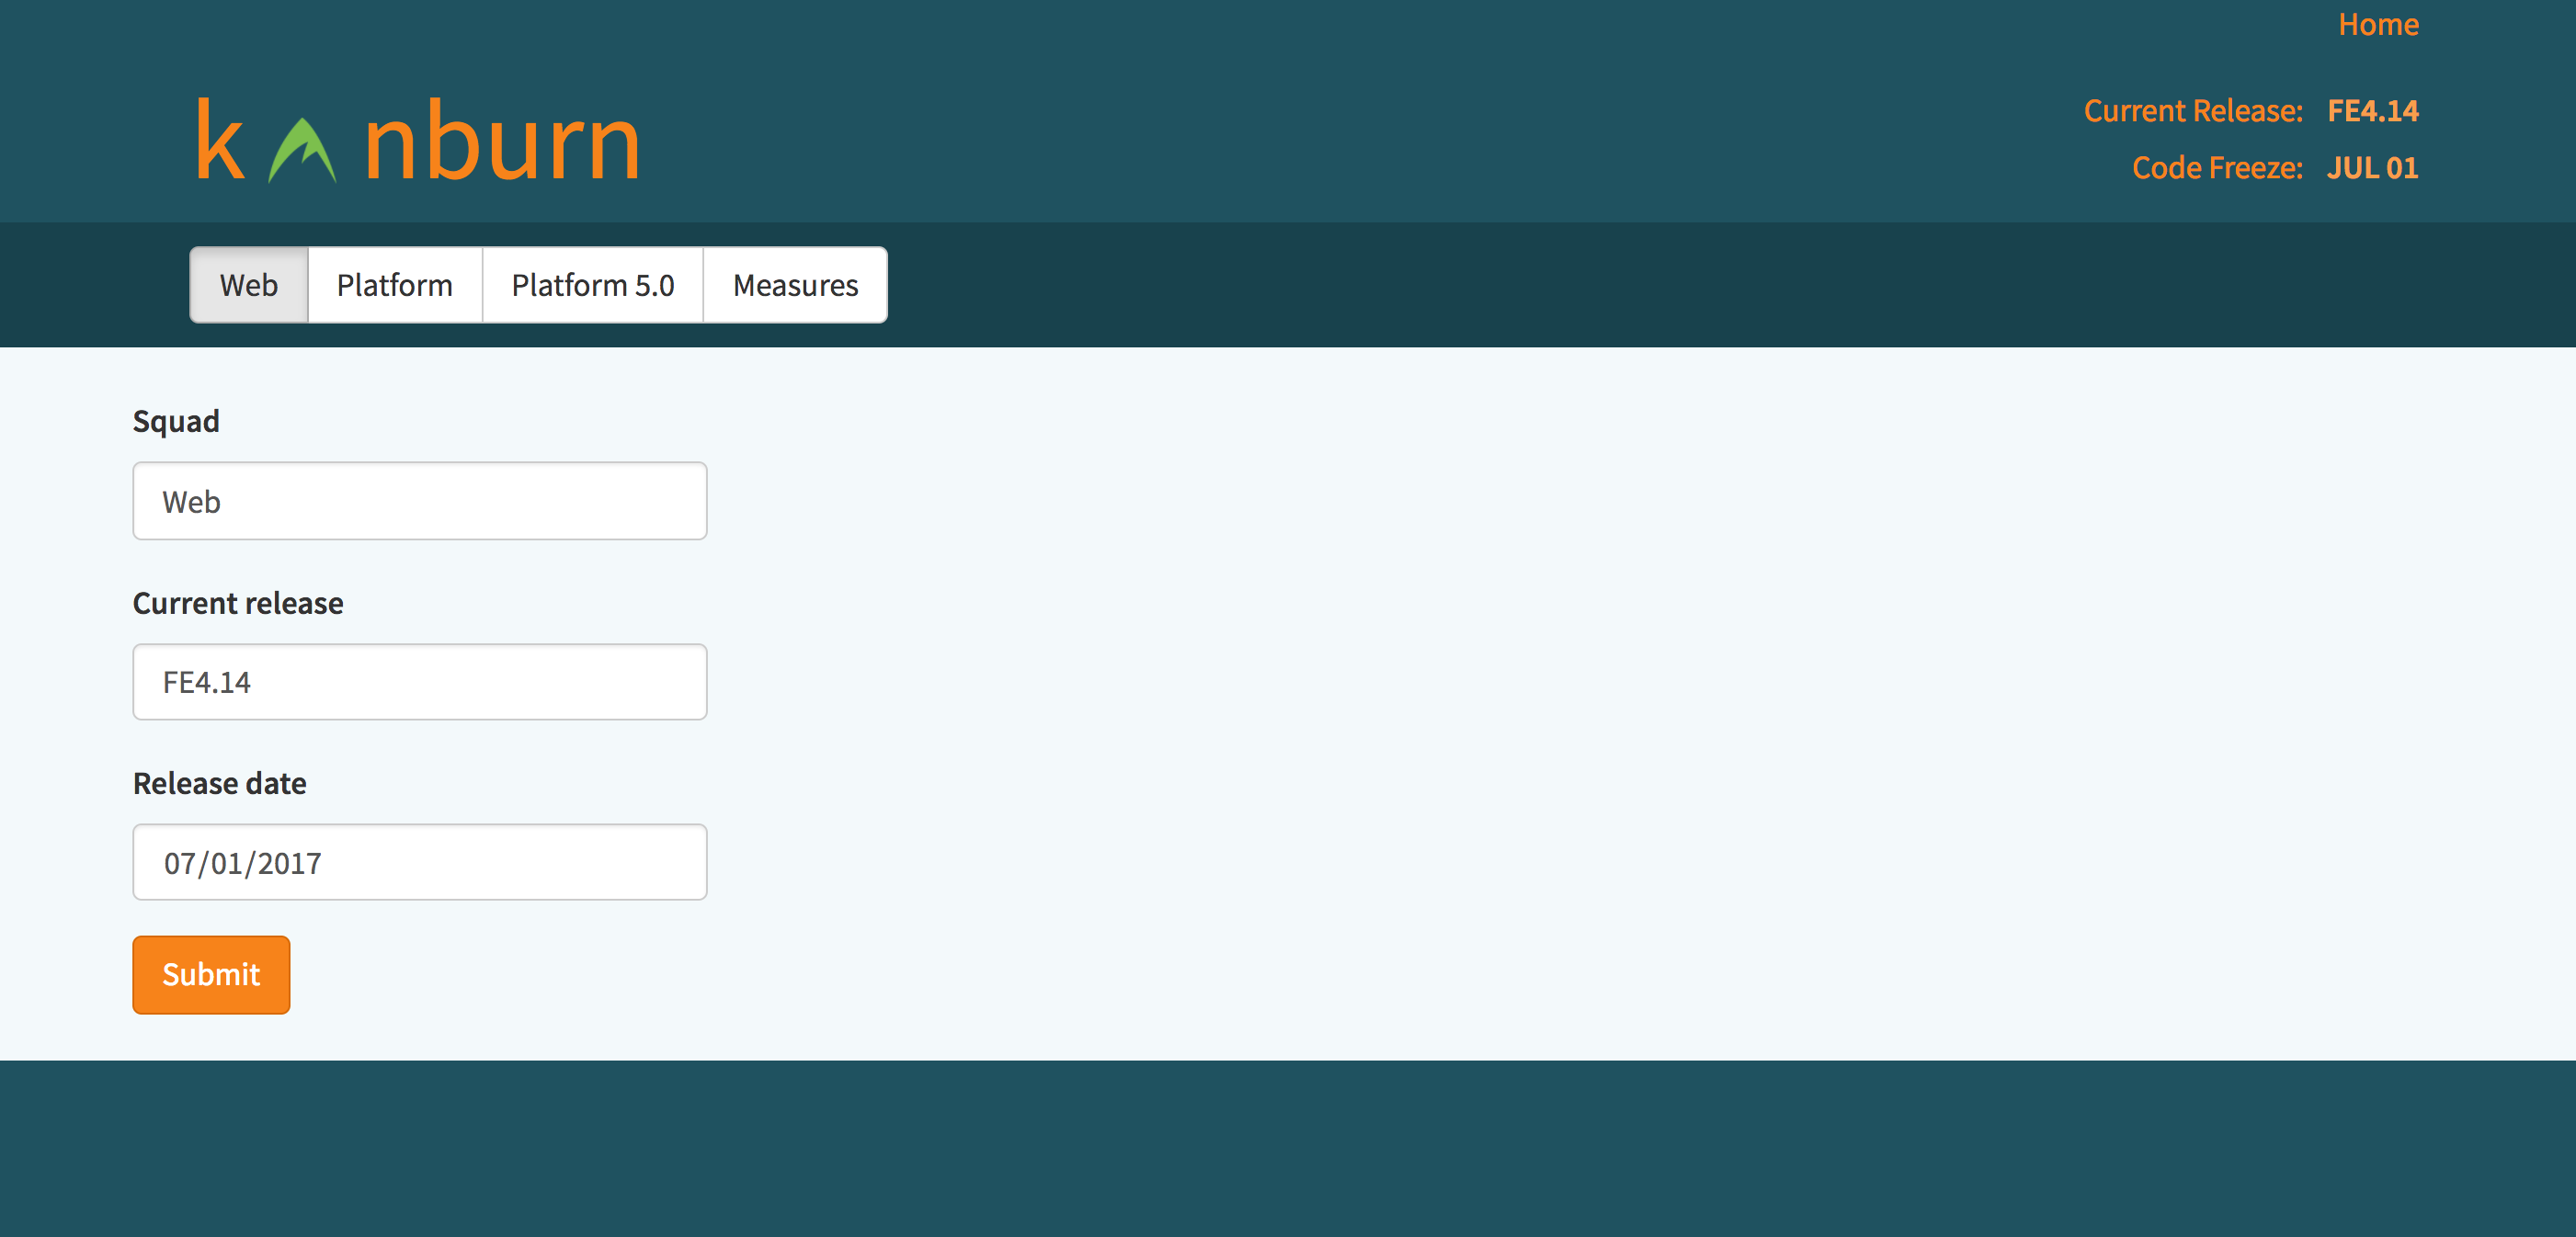 Home
k nburn
Current Release: FE4.14
Code Freeze: JUL 01
Web Platform Platform 5.0 Measures
Squad
Web
Current release
FE4.14
Release date
07/01/2017
Submit